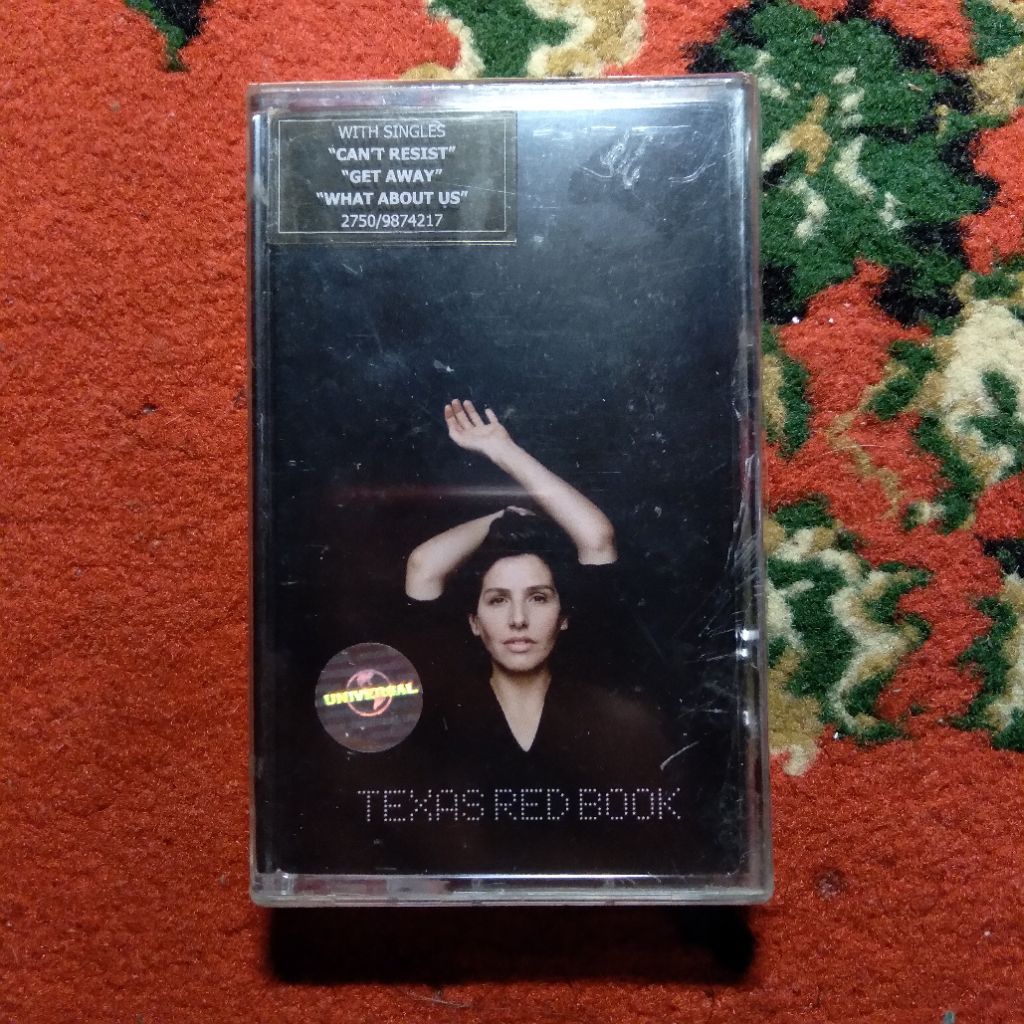 WITH SINGLES
“CAN'T RESIST”
“GET AWAY”
“WHAT ABOUT US”
2750/9874217
UNIVERSAL
TEXAS RED BOOK